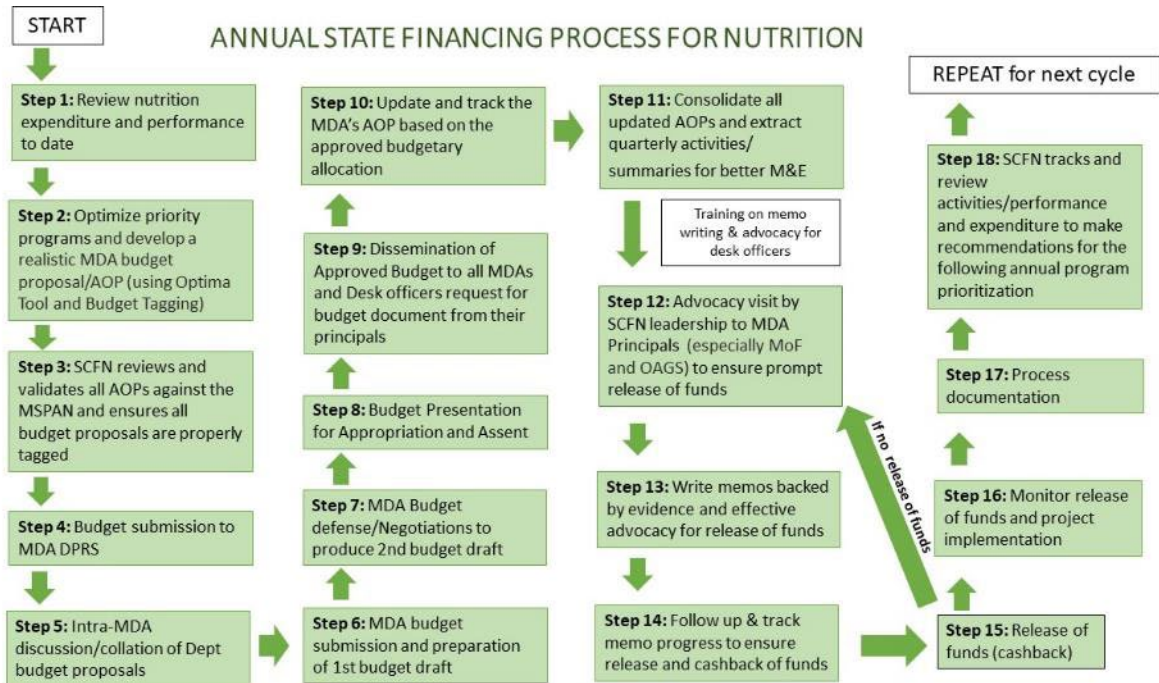 START
ANNUAL STATE FINANCING PROCESS FOR NUTRITION
Step 1: Review nutrition
expenditure and performance
to date
Step 2: Optimize priority
programs and develop a
realistic MDA budget
proposal/AOP (using Optima
Tool and Budget Tagging)
Step 3: SCFN reviews and
validates all AOPs against the
MSPAN and ensures all
budget proposals are properly
tagged
Step 4: Budget submission to
MDA DPRS
Step 5: Intra-MDA
discussion/collation of Dept
budget proposals
Step 6: MDA budget
submission and preparation
of 1st budget draft
Step 7: MDA Budget
defense/Negotiations to
produce 2nd budget draft
Step 8: Budget Presentation
for Appropriation and Assent
Step 9: Dissemination of
Approved Budget to all MDAs
and Desk officers request for
budget document from their
principals
Step 10: Update and track the
MDA's AOP based on the
approved budgetary
allocation
Step 11: Consolidate all
updated AOPs and extract
quarterly activities/
summaries for better M&E
Training on memo
writing & advocacy for
desk officers
Step 12: Advocacy visit by
SCFN leadership to MDA
Principals (especially MoF
and OAGS) to ensure prompt
release of funds
Step 13: Write memos backed
by evidence and effective
advocacy for release of funds
Step 14: Follow up & track
memo progress to ensure
release and cashback of funds
If no release of funds
Step 15: Release of
funds (cashback)
Step 16: Monitor release
of funds and project
implementation
Step 17: Process
documentation
Step 18: SCFN tracks and
review
activities/performance
and expenditure to make
recommendations for the
following annual program
prioritization
REPEAT for next cycle